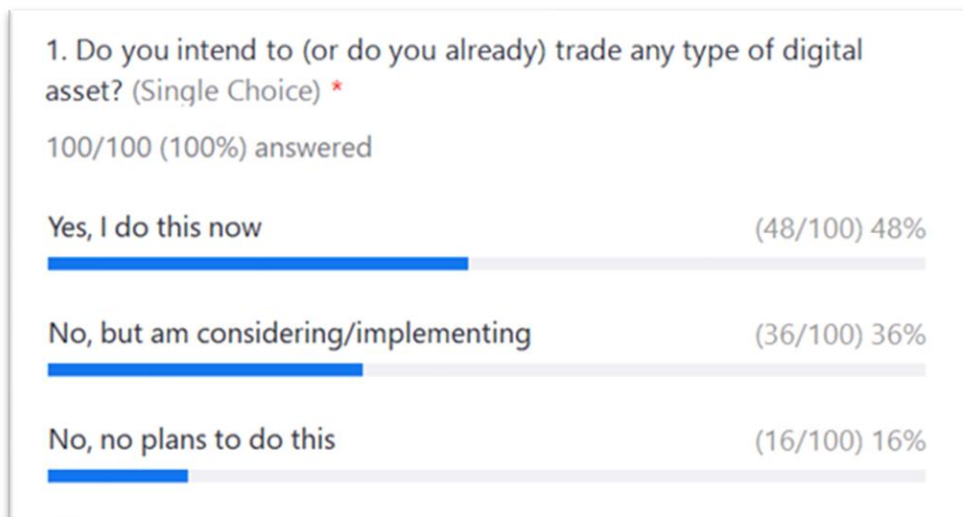 1. Do you intend to (or do you already) trade any type of digital
asset? (Single Choice) *
100/100 (100%) answered
Yes, I do this now (48/100) 48%
No, but am considering/implementing (36/100) 36%
No, no plans to do this (16/100) 16%